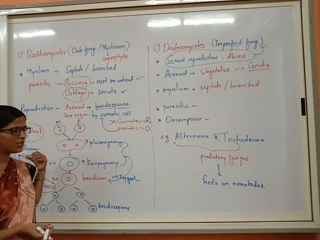 c) Basidiomycetes (Club fungi / Mushroom)
saprophytic
• Mycelium - Septate / branched
• parasitic - Puccinia - rust on wheat
Ustilago - smuts
• Reproduction - Asexual - basidiospore
Sex organs
by somatic cell
plasmogamy
Karyogamy
basidium → Zygote
basidiospore
d) Deuteromycetes (Imperfect fungi)
• Sexual reproduction - Absent
• Asexual - Vegetative - Conidia
• mycelium - septate / branched
• parasitic -
• Decomposer -
eg Alternaria & Trichoderma
predatory fungus
feeds on nematodes